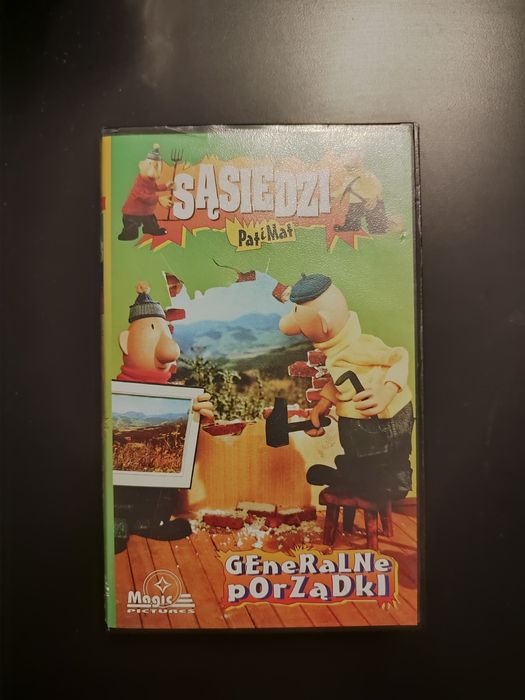 SĄSIEDZI
Pat i Mat
GEneRaLNe
pOrZĄDkI
Magic
PICTURES